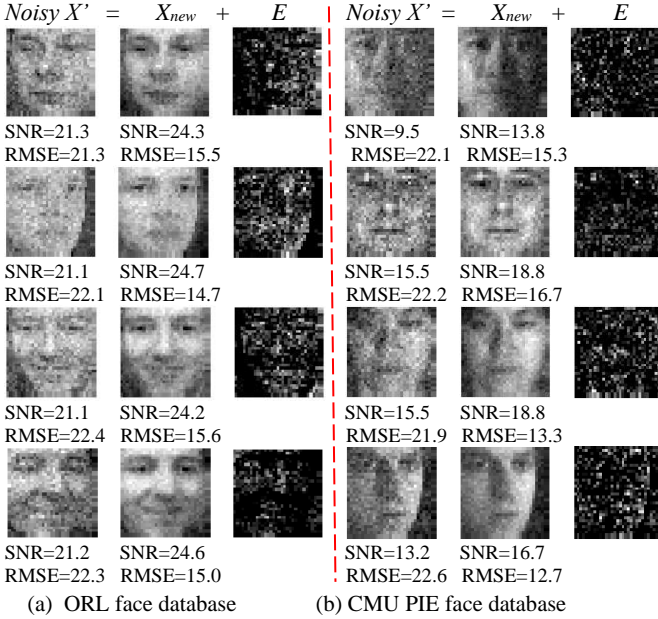 Noisy X’ = Xnew + E Noisy X’ = Xnew + E
SNR=21.3 SNR=24.3 SNR=9.5 SNR=13.8
RMSE=21.3 RMSE=15.5 RMSE=22.1 RMSE=15.3
SNR=21.1 SNR=24.7 SNR=15.5 SNR=18.8
RMSE=22.1 RMSE=14.7 RMSE=22.2 RMSE=16.7
SNR=21.1 SNR=24.2 SNR=15.5 SNR=18.8
RMSE=22.4 RMSE=15.6 RMSE=21.9 RMSE=13.3
SNR=21.2 SNR=24.6 SNR=13.2 SNR=16.7
RMSE=22.3 RMSE=15.0 RMSE=22.6 RMSE=12.7
(a) ORL face database (b) CMU PIE face database